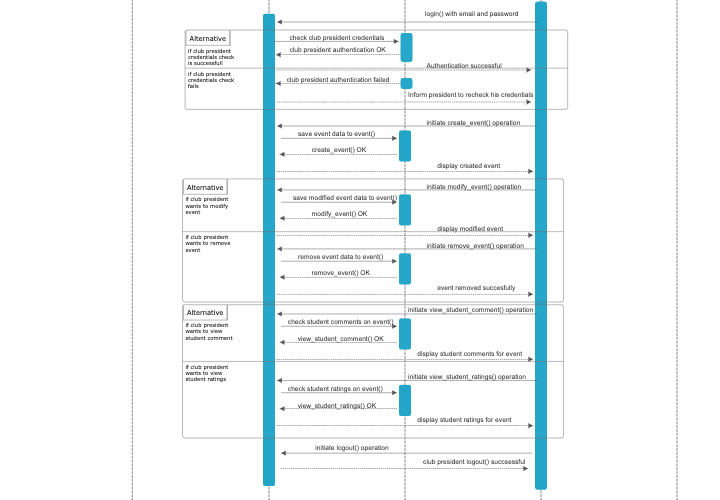 login() with email and password
Alternative
check club president credentials
if club president
credentials check
is successfull
club president authentication OK
Authentication successful
if club president
credentials check
fails
club president authentication failed
Inform president to recheck his credentials
initiate create_event() operation
save event data to event()
create_event() OK
display created event
Alternative
initiate modify_event() operation
if club president
wants to modify
event
save modified event data to event()
modify_event() OK
display modified event
if club president
wants to remove
event
initiate remove_event() operation
remove event data to event()
remove_event() OK
event removed succesfully
Alternative
initiate view_student_comment() operation
if club president
wants to view
student comment
check student comments on event()
view_student_comment() OK
display student comments for event
if club president
wants to view
student ratings
initiate view_student_ratings() operation
check student ratings on event()
view_student_ratings() OK
display student ratings for event
initiate logout() operation
club president logout() succsessful